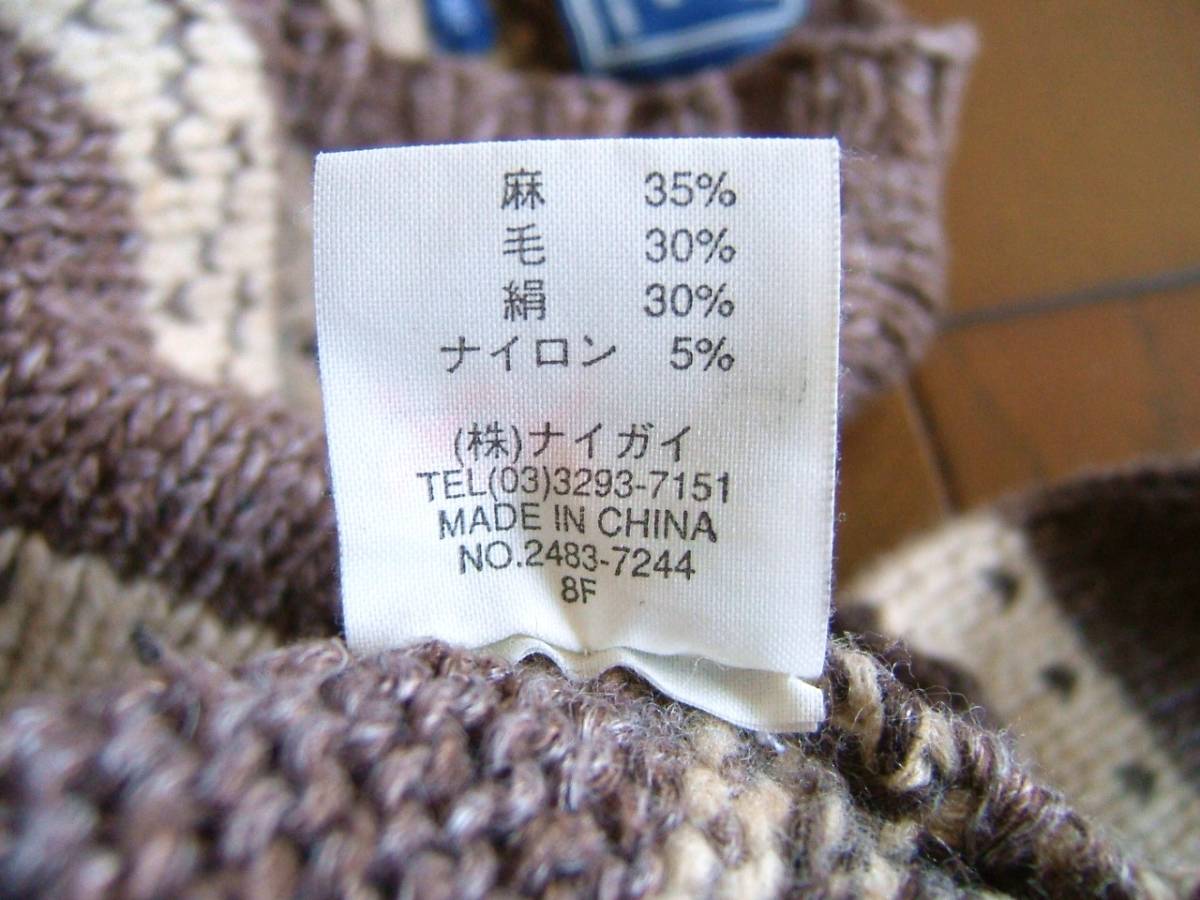 麻 35%
毛 30%
絹 30%
ナイロン 5%
(株)ナイガイ
TEL(03)3293-7151
MADE IN CHINA
NO.2483-7244
8F